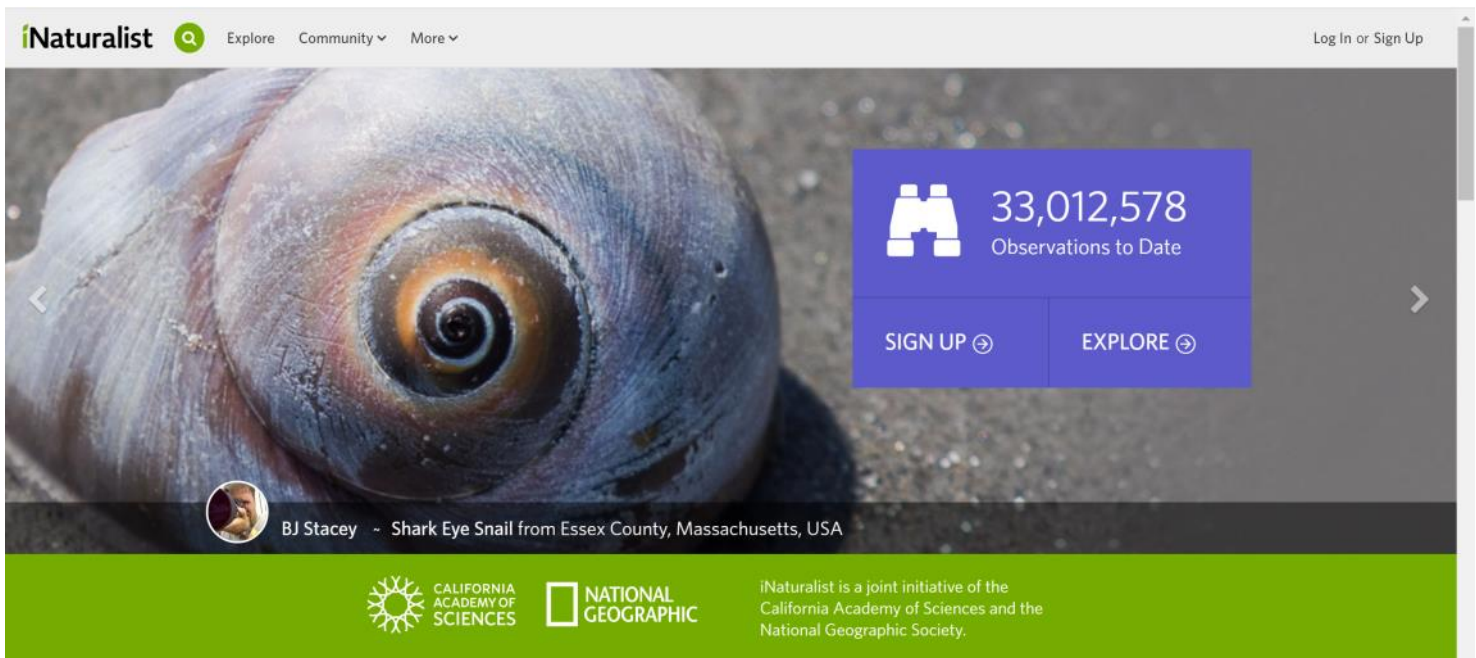 iNaturalist Explore Community More Log In or Sign Up
33,012,578
Observations to Date
SIGN UP EXPLORE
BJ Stacey ~ Shark Eye Snail from Essex County, Massachusetts, USA
CALIFORNIA
ACADEMY OF
SCIENCES
NATIONAL
GEOGRAPHIC
iNaturalist is a joint initiative of the
California Academy of Sciences and the
National Geographic Society.